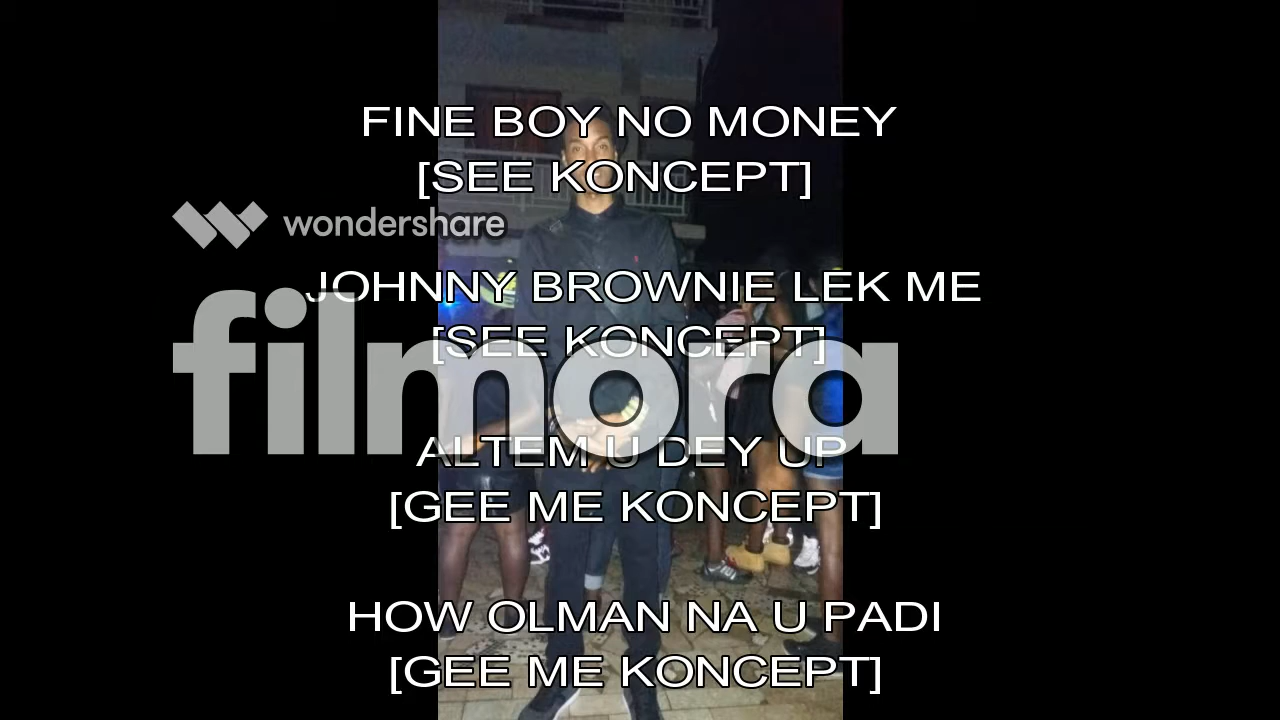 FINE BOY NO MONEY
[SEE KONCEPT]
wondershare
JOHNNY BROWNIE LEK ME
[SEE KONCEPT]
filmora
ALTEM U DEY UP
[GEE ME KONCEPT]
HOW OLMAN NA U PADI
[GEE ME KONCEPT]